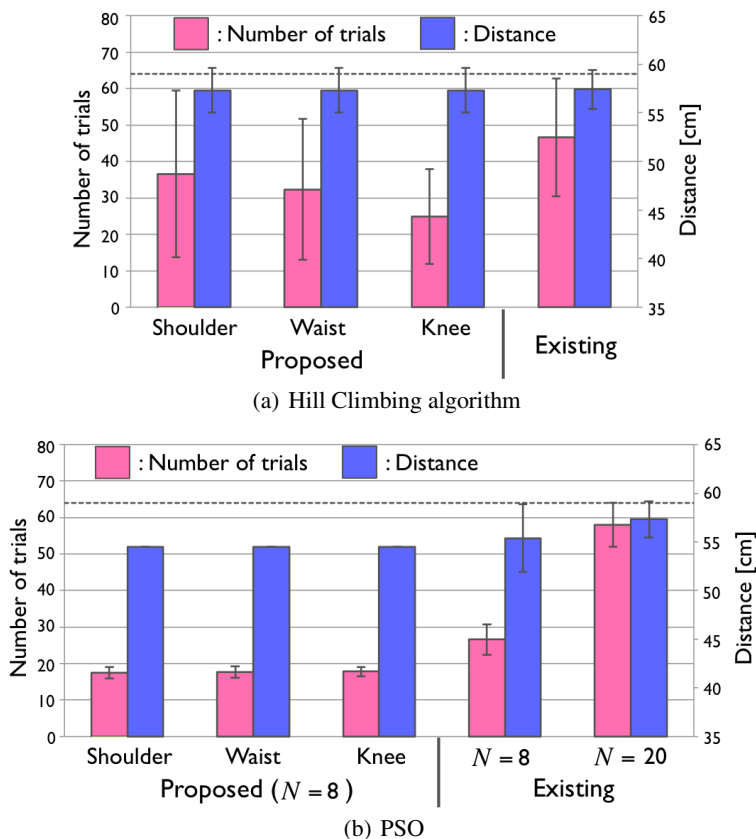 80 : Number of trials : Distance 65
70
60 60
50 55
40 50
30 45
20 40
10
0 35
Number of trials
Distance [cm]
Shoulder Waist Knee
Proposed Existing
(a) Hill Climbing algorithm
80 : Number of trials : Distance 65
70
60 60
50 55
40 50
30 45
20 40
10
0 35
Number of trials
Distance [cm]
Shoulder Waist Knee N = 8 N = 20
Proposed (N = 8) Existing
(b) PSO